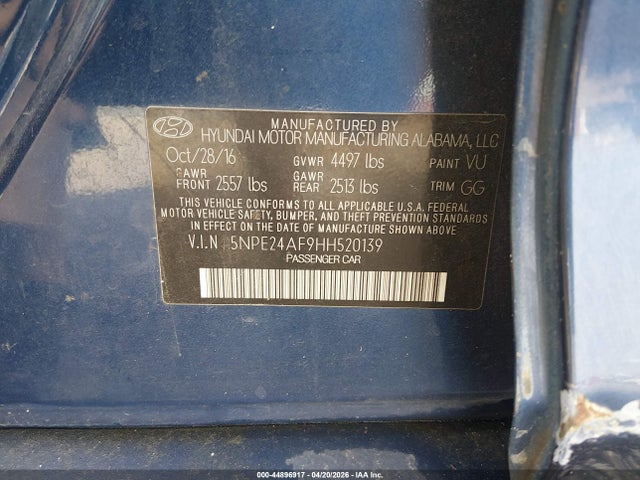 MANUFACTURED BY
HYUNDAI MOTOR MANUFACTURING ALABAMA, LLC
Oct/28/16 GVWR 4497 lbs PAINT VU
GAWR FRONT 2557 lbs GAWR REAR 2513 lbs TRIM GG
THIS VEHICLE CONFORMS TO ALL APPLICABLE U.S.A. FEDERAL
MOTOR VEHICLE SAFETY, BUMPER, AND THEFT PREVENTION STANDARDS
IN EFFECT ON THE DATE OF MANUFACTURE SHOWN ABOVE.
V.I.N. 5NPE24AF9HH520139
PASSENGER CAR
000-44896917 - 04/20/2026 - COPYRIGHT IAA, LLC